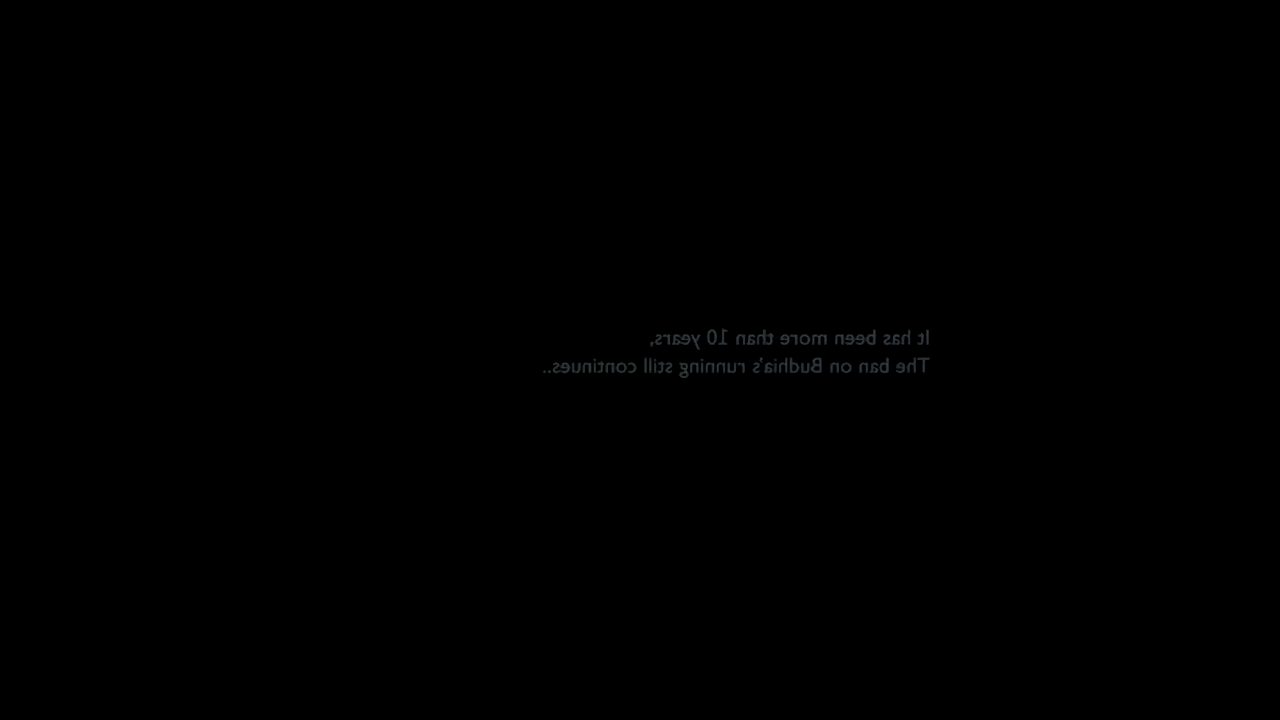 It has been more than 10 years,
The ban on Budhia's running still continues..